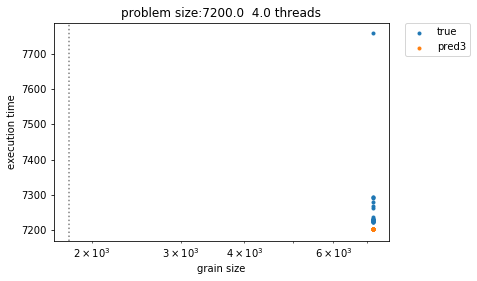 problem size:7200.0  4.0 threads
true
pred3
execution time
7700
7600
7500
7400
7300
7200
2 × 10³
3 × 10³
4 × 10³
6 × 10³
grain size